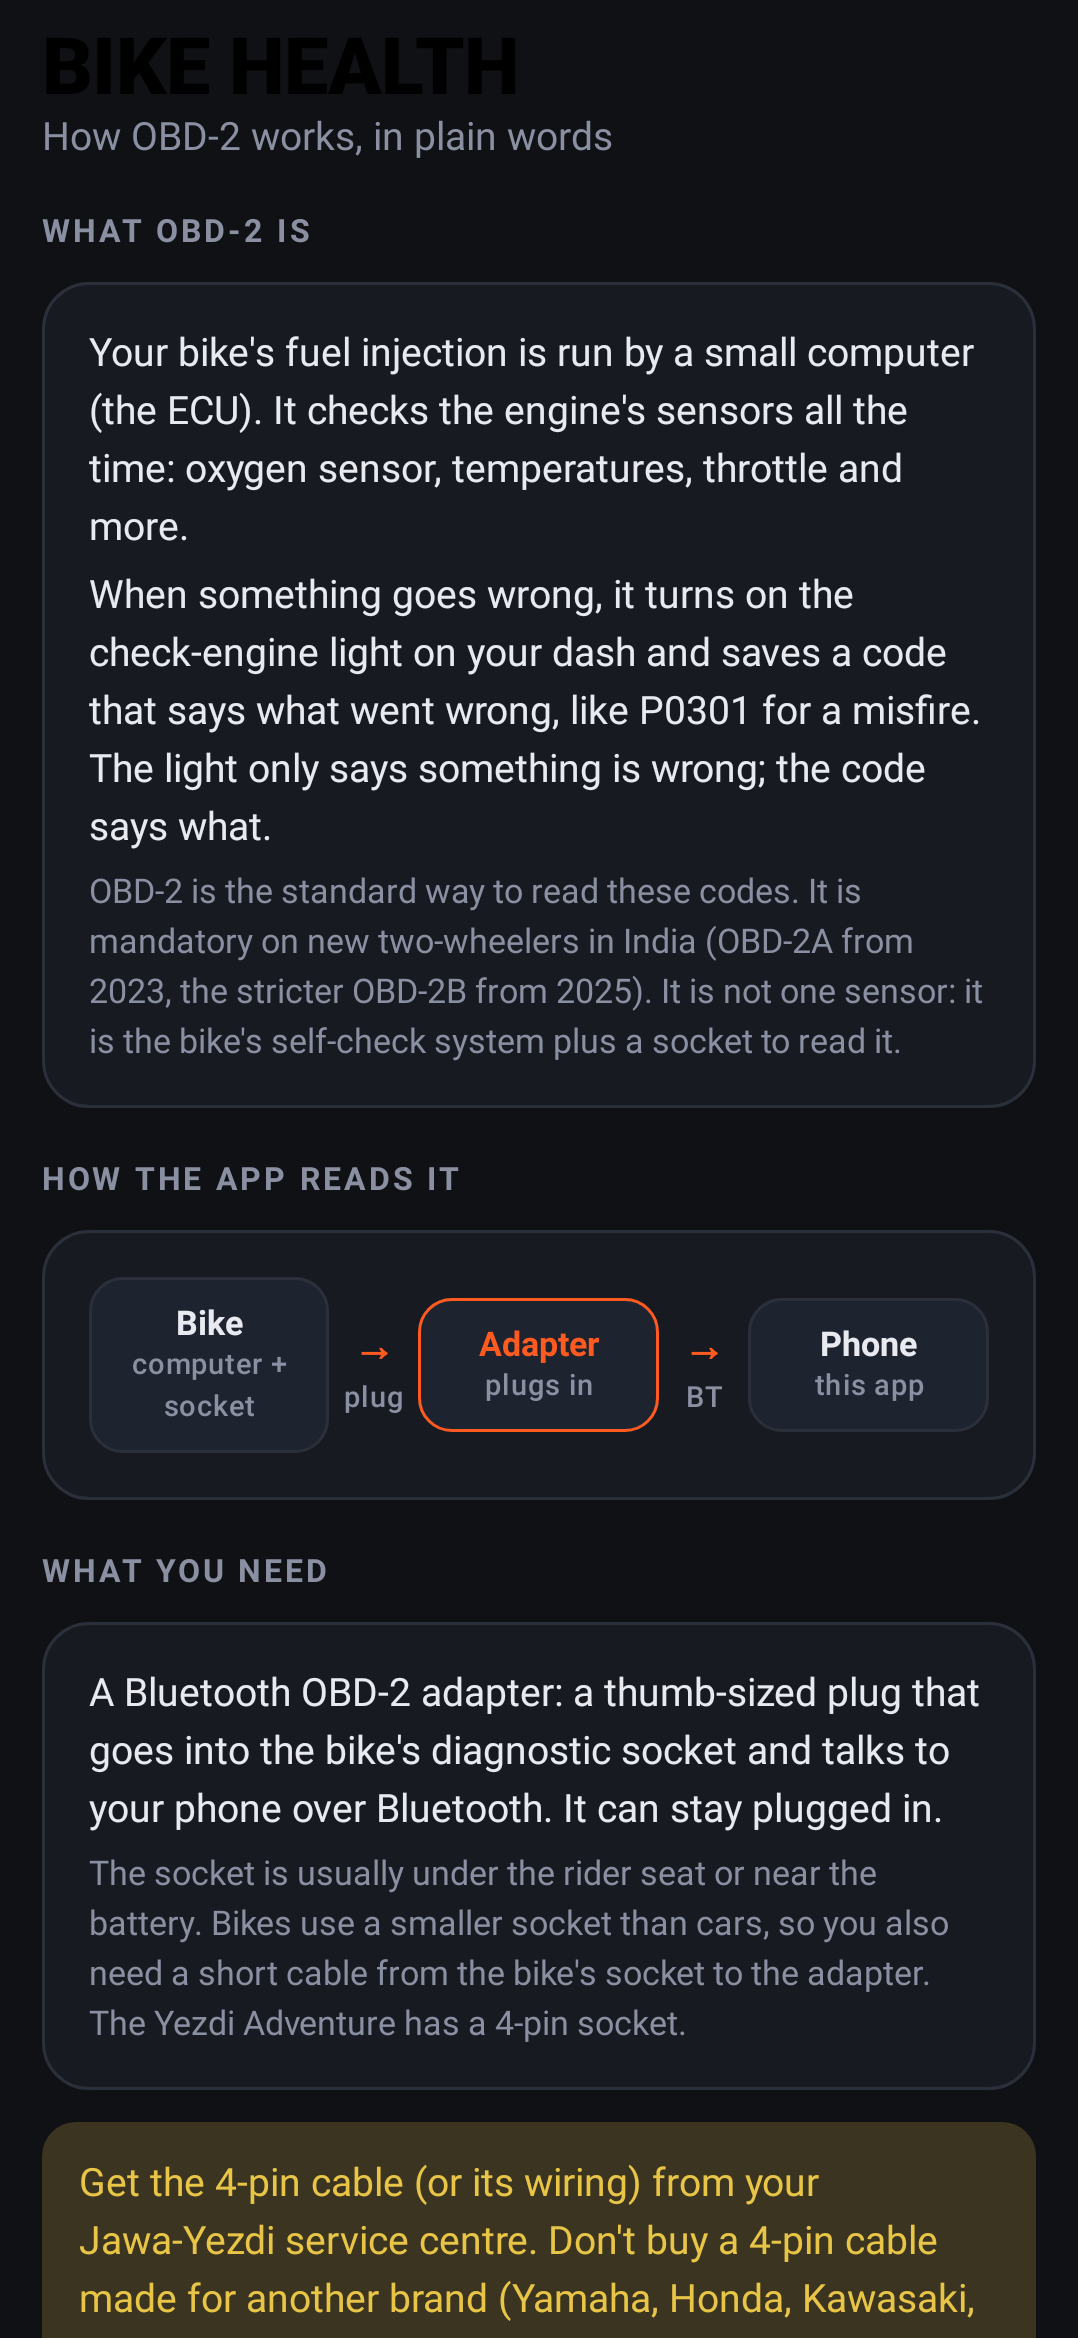 BIKE HEALTH
How OBD-2 works, in plain words
WHAT OBD-2 IS
Your bike's fuel injection is run by a small computer
(the ECU). It checks the engine's sensors all the
time: oxygen sensor, temperatures, throttle and
more.
When something goes wrong, it turns on the
check-engine light on your dash and saves a code
that says what went wrong, like P0301 for a misfire.
The light only says something is wrong; the code
says what.
OBD-2 is the standard way to read these codes. It is
mandatory on new two-wheelers in India (OBD-2A from
2023, the stricter OBD-2B from 2025). It is not one sensor: it
is the bike's self-check system plus a socket to read it.
HOW THE APP READS IT
Bike
computer +
socket
→
plug
Adapter
plugs in
→
BT
Phone
this app
WHAT YOU NEED
A Bluetooth OBD-2 adapter: a thumb-sized plug that
goes into the bike's diagnostic socket and talks to
your phone over Bluetooth. It can stay plugged in.
The socket is usually under the rider seat or near the
battery. Bikes use a smaller socket than cars, so you also
need a short cable from the bike's socket to the adapter.
The Yezdi Adventure has a 4-pin socket.
Get the 4-pin cable (or its wiring) from your
Jawa-Yezdi service centre. Don't buy a 4-pin cable
made for another brand (Yamaha, Honda, Kawasaki,